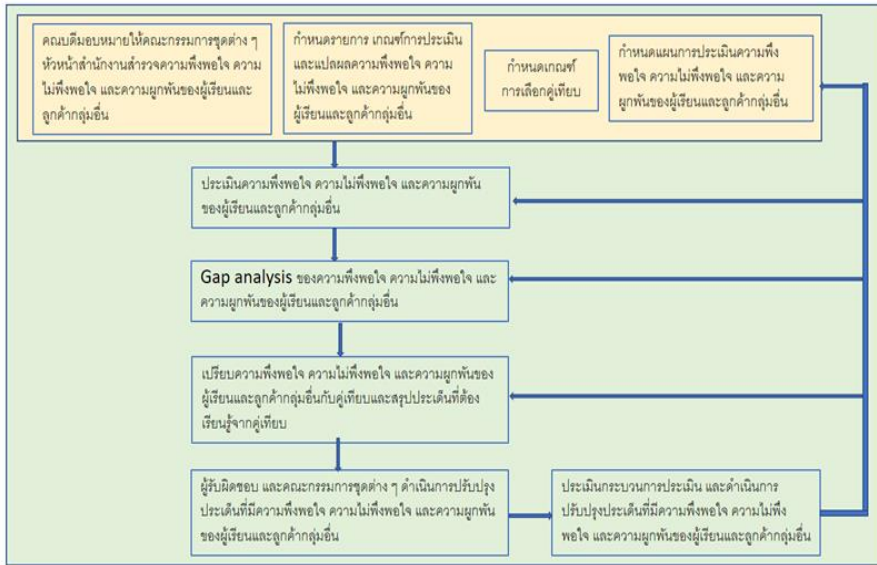 คณบดีมอบหมายให้คณะกรรมการชุดต่าง ๆ
หัวหน้าสำนักงานสำรวจความพึงพอใจ ความ
ไม่พึงพอใจ และความผูกพันของผู้เรียนและ
ลูกค้ากลุ่มอื่น
กำหนดรายการ เกณฑ์การประเมิน
และแปลผลความพึงพอใจ ความ
ไม่พึงพอใจ และความผูกพันของ
ผู้เรียนและลูกค้ากลุ่มอื่น
กำหนดเกณฑ์
การเลือกคู่เทียบ
กำหนดแผนการประเมินความพึง
พอใจ ความไม่พึงพอใจ และความ
ผูกพันของผู้เรียนและลูกค้ากลุ่มอื่น
ประเมินความพึงพอใจ ความไม่พึงพอใจ และความผูกพัน
ของผู้เรียนและลูกค้ากลุ่มอื่น
Gap analysis ของความพึงพอใจ ความไม่พึงพอใจ และ
ความผูกพันของผู้เรียนและลูกค้ากลุ่มอื่น
เปรียบความพึงพอใจ ความไม่พึงพอใจ และความผูกพันของ
ผู้เรียนและลูกค้ากลุ่มอื่นกับคู่เทียบและสรุปประเด็นที่ต้อง
เรียนรู้จากคู่เทียบ
ผู้รับผิดชอบ และคณะกรรมการชุดต่าง ๆ ดำเนินการปรับปรุง
ประเด็นที่มีความพึงพอใจ ความไม่พึงพอใจ และความผูกพัน
ของผู้เรียนและลูกค้ากลุ่มอื่น
ประเมินกระบวนการประเมิน และดำเนินการ
ปรับปรุงประเด็นที่มีความพึงพอใจ ความไม่พึง
พอใจ และความผูกพันของผู้เรียนและลูกค้ากลุ่มอื่น